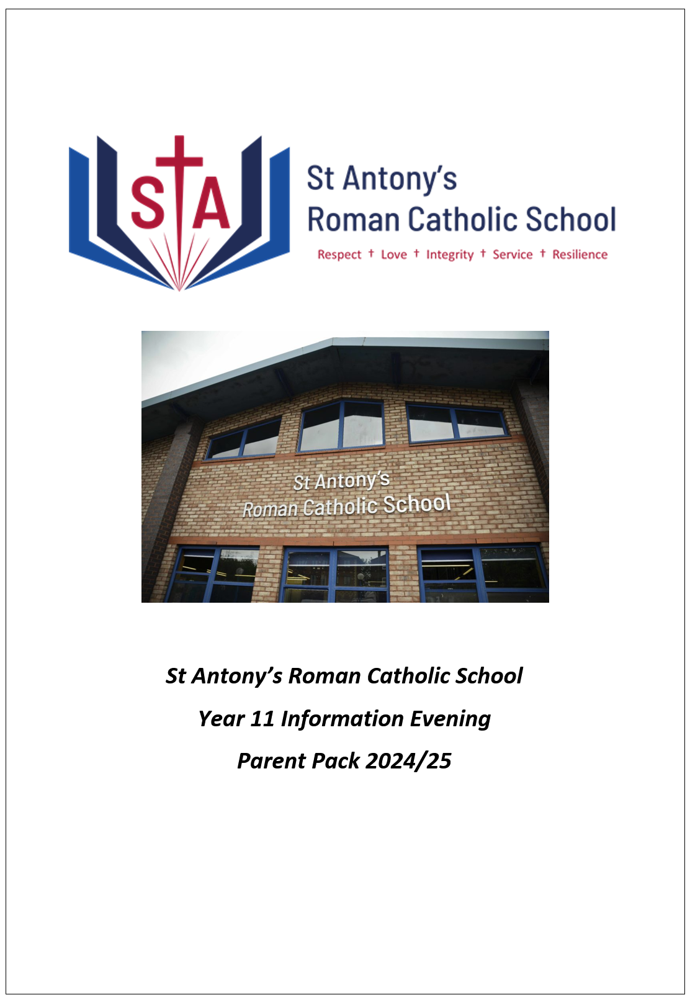 STA
St Antony’s
Roman Catholic School
Respect † Love † Integrity † Service † Resilience
St Antony’s
Roman Catholic School
St Antony’s Roman Catholic School
Year 11 Information Evening
Parent Pack 2024/25